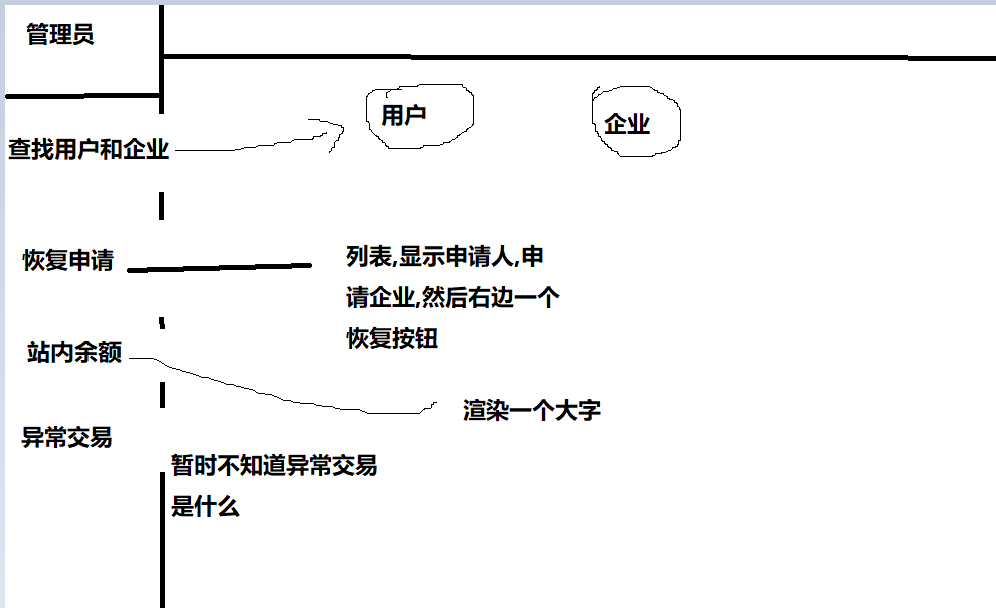 管理员
用户
企业
查找用户和企业
恢复申请
列表,显示申请人,申
请企业,然后右边一个
恢复按钮
站内余额
渲染一个大字
异常交易
暂时不知道异常交易
是什么